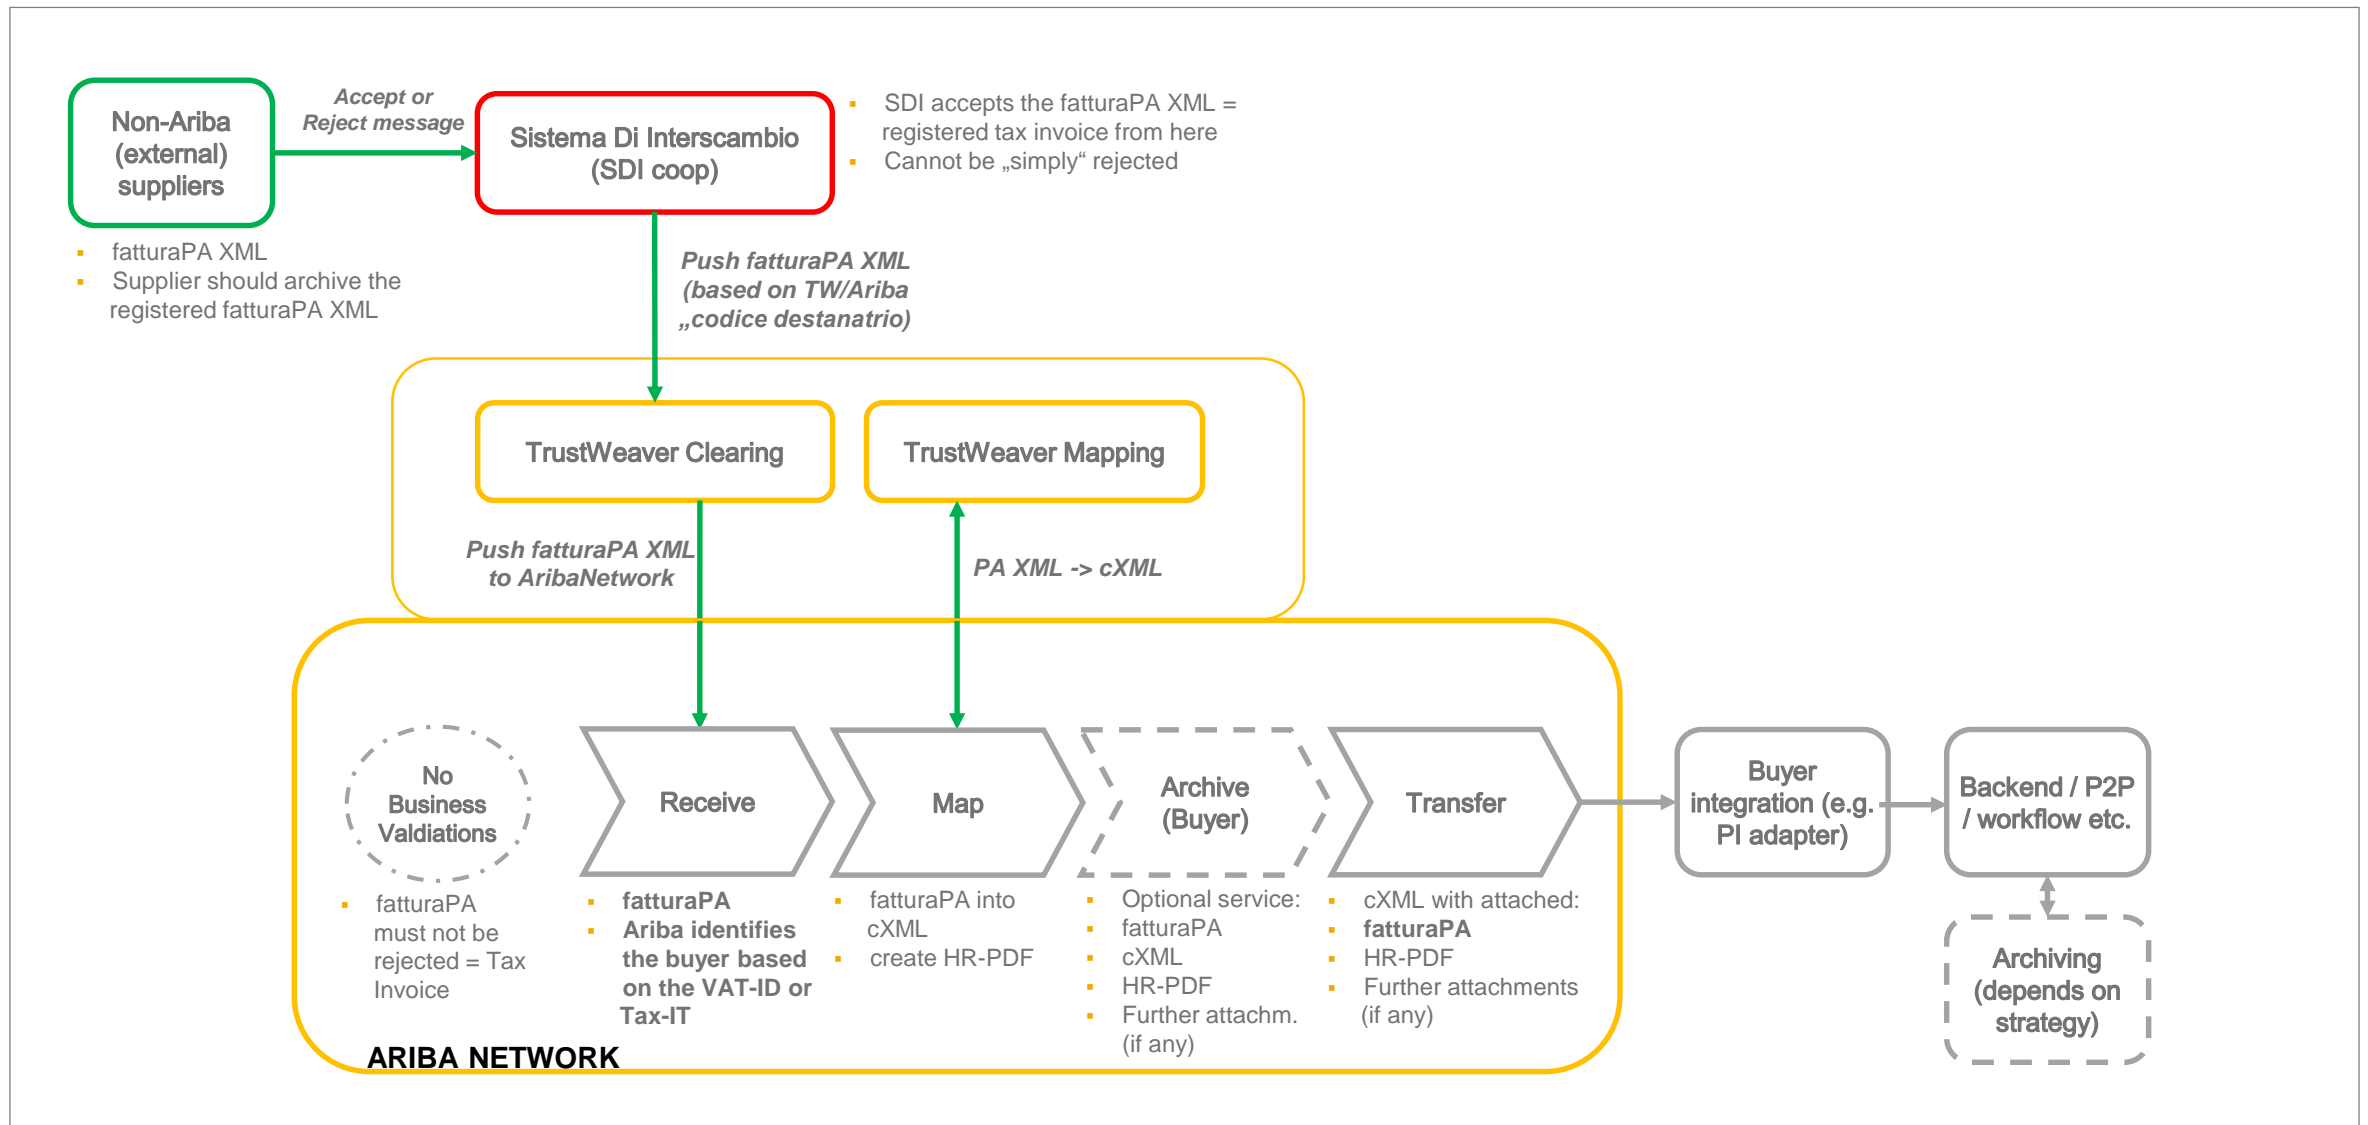 Non-Ariba
(external)
suppliers
Accept or
Reject message
Sistema Di Interscambio
(SDI coop)
▪ SDI accepts the fatturaPA XML =
registered tax invoice from here
▪ Cannot be „simply“ rejected
▪ fatturaPA XML
▪ Supplier should archive the
registered fatturaPA XML
Push fatturaPA XML
(based on TW/Ariba
„codice destanatrio)
TrustWeaver Clearing
TrustWeaver Mapping
Push fatturaPA XML
to AribaNetwork
PA XML -> cXML
No
Business
Valdiations
Receive
Map
Archive
(Buyer)
Transfer
Buyer
integration (e.g.
PI adapter)
Backend / P2P
/ workflow etc.
▪ fatturaPA
must not be
rejected = Tax
Invoice
▪ fatturaPA
▪ Ariba identifies
the buyer based
on the VAT-ID or
Tax-IT
▪ fatturaPA into
cXML
▪ create HR-PDF
▪ Optional service:
▪ fatturaPA
▪ cXML
▪ HR-PDF
▪ Further attachm.
(if any)
▪ cXML with attached:
▪ fatturaPA
▪ HR-PDF
▪ Further attachments
(if any)
Archiving
(depends on
strategy)
ARIBA NETWORK